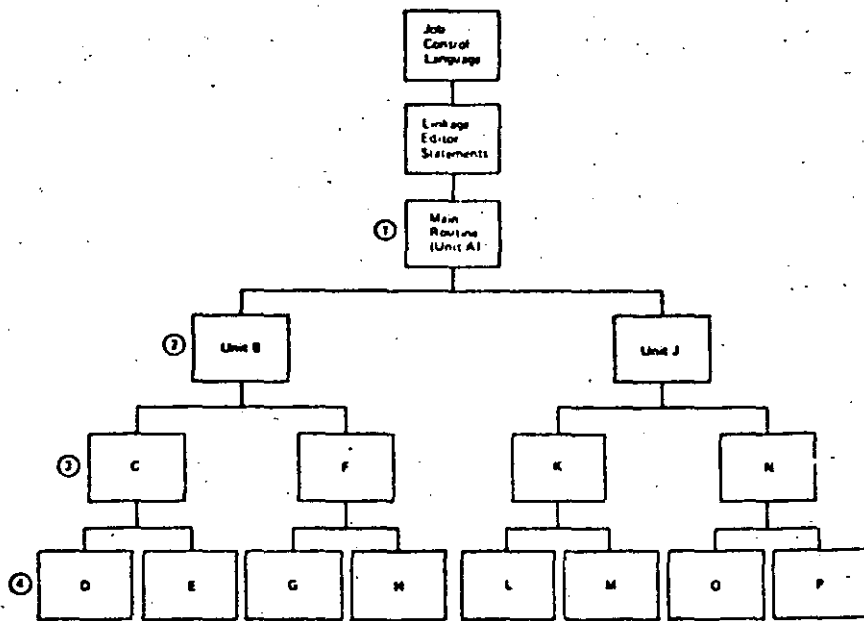 Job
Control
Language
Linkage
Editor
Statements
① Main
Routine
(Unit A)
② Unit B
Unit J
③ C
F
K
N
④ D
E
G
H
L
M
O
P